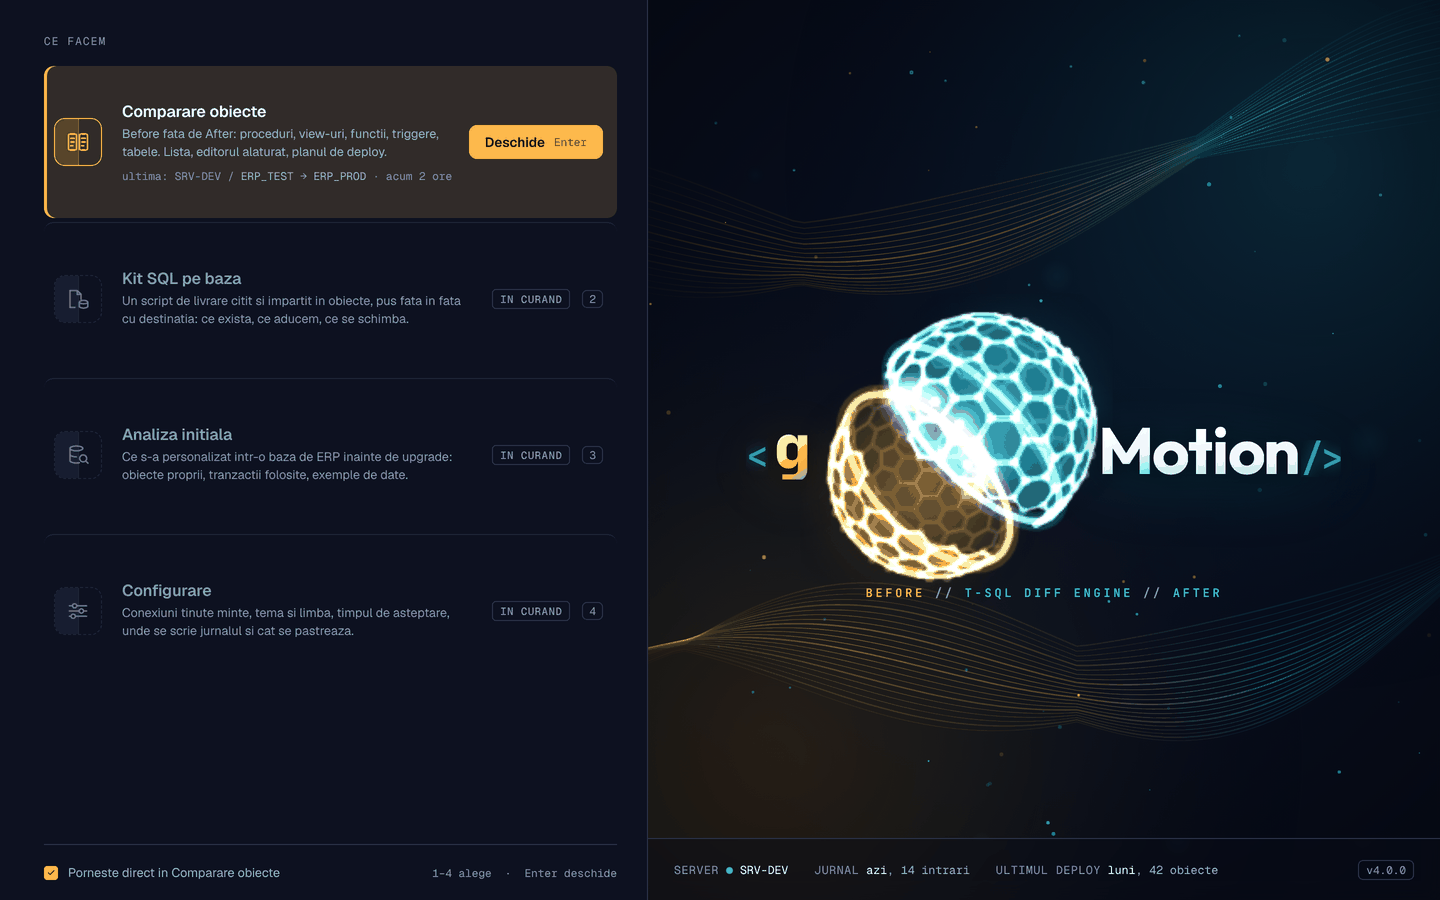 CE FACEM
Comparare obiecte
Before fata de After: proceduri, view-uri, functii, triggere,
tabele. Lista, editorul alaturat, planul de deploy.
ultima: SRV-DEV / ERP_TEST → ERP_PROD · acum 2 ore
Deschide Enter
Kit SQL pe baza
Un script de livrare citit si impartit in obiecte, pus fata in fata
cu destinatia: ce exista, ce aducem, ce se schimba.
IN CURAND 2
Analiza initiala
Ce s-a personalizat intr-o baza de ERP inainte de upgrade:
obiecte proprii, tranzactii folosite, exemple de date.
IN CURAND 3
Configurare
Conexiuni tinute minte, tema si limba, timpul de asteptare,
unde se scrie jurnalul si cat se pastreaza.
IN CURAND 4
Porneste direct in Comparare obiecte
1–4 alege · Enter deschide
<g Motion/>
BEFORE // T-SQL DIFF ENGINE // AFTER
SERVER SRV-DEV JURNAL azi, 14 intrari ULTIMUL DEPLOY luni, 42 obiecte v4.0.0